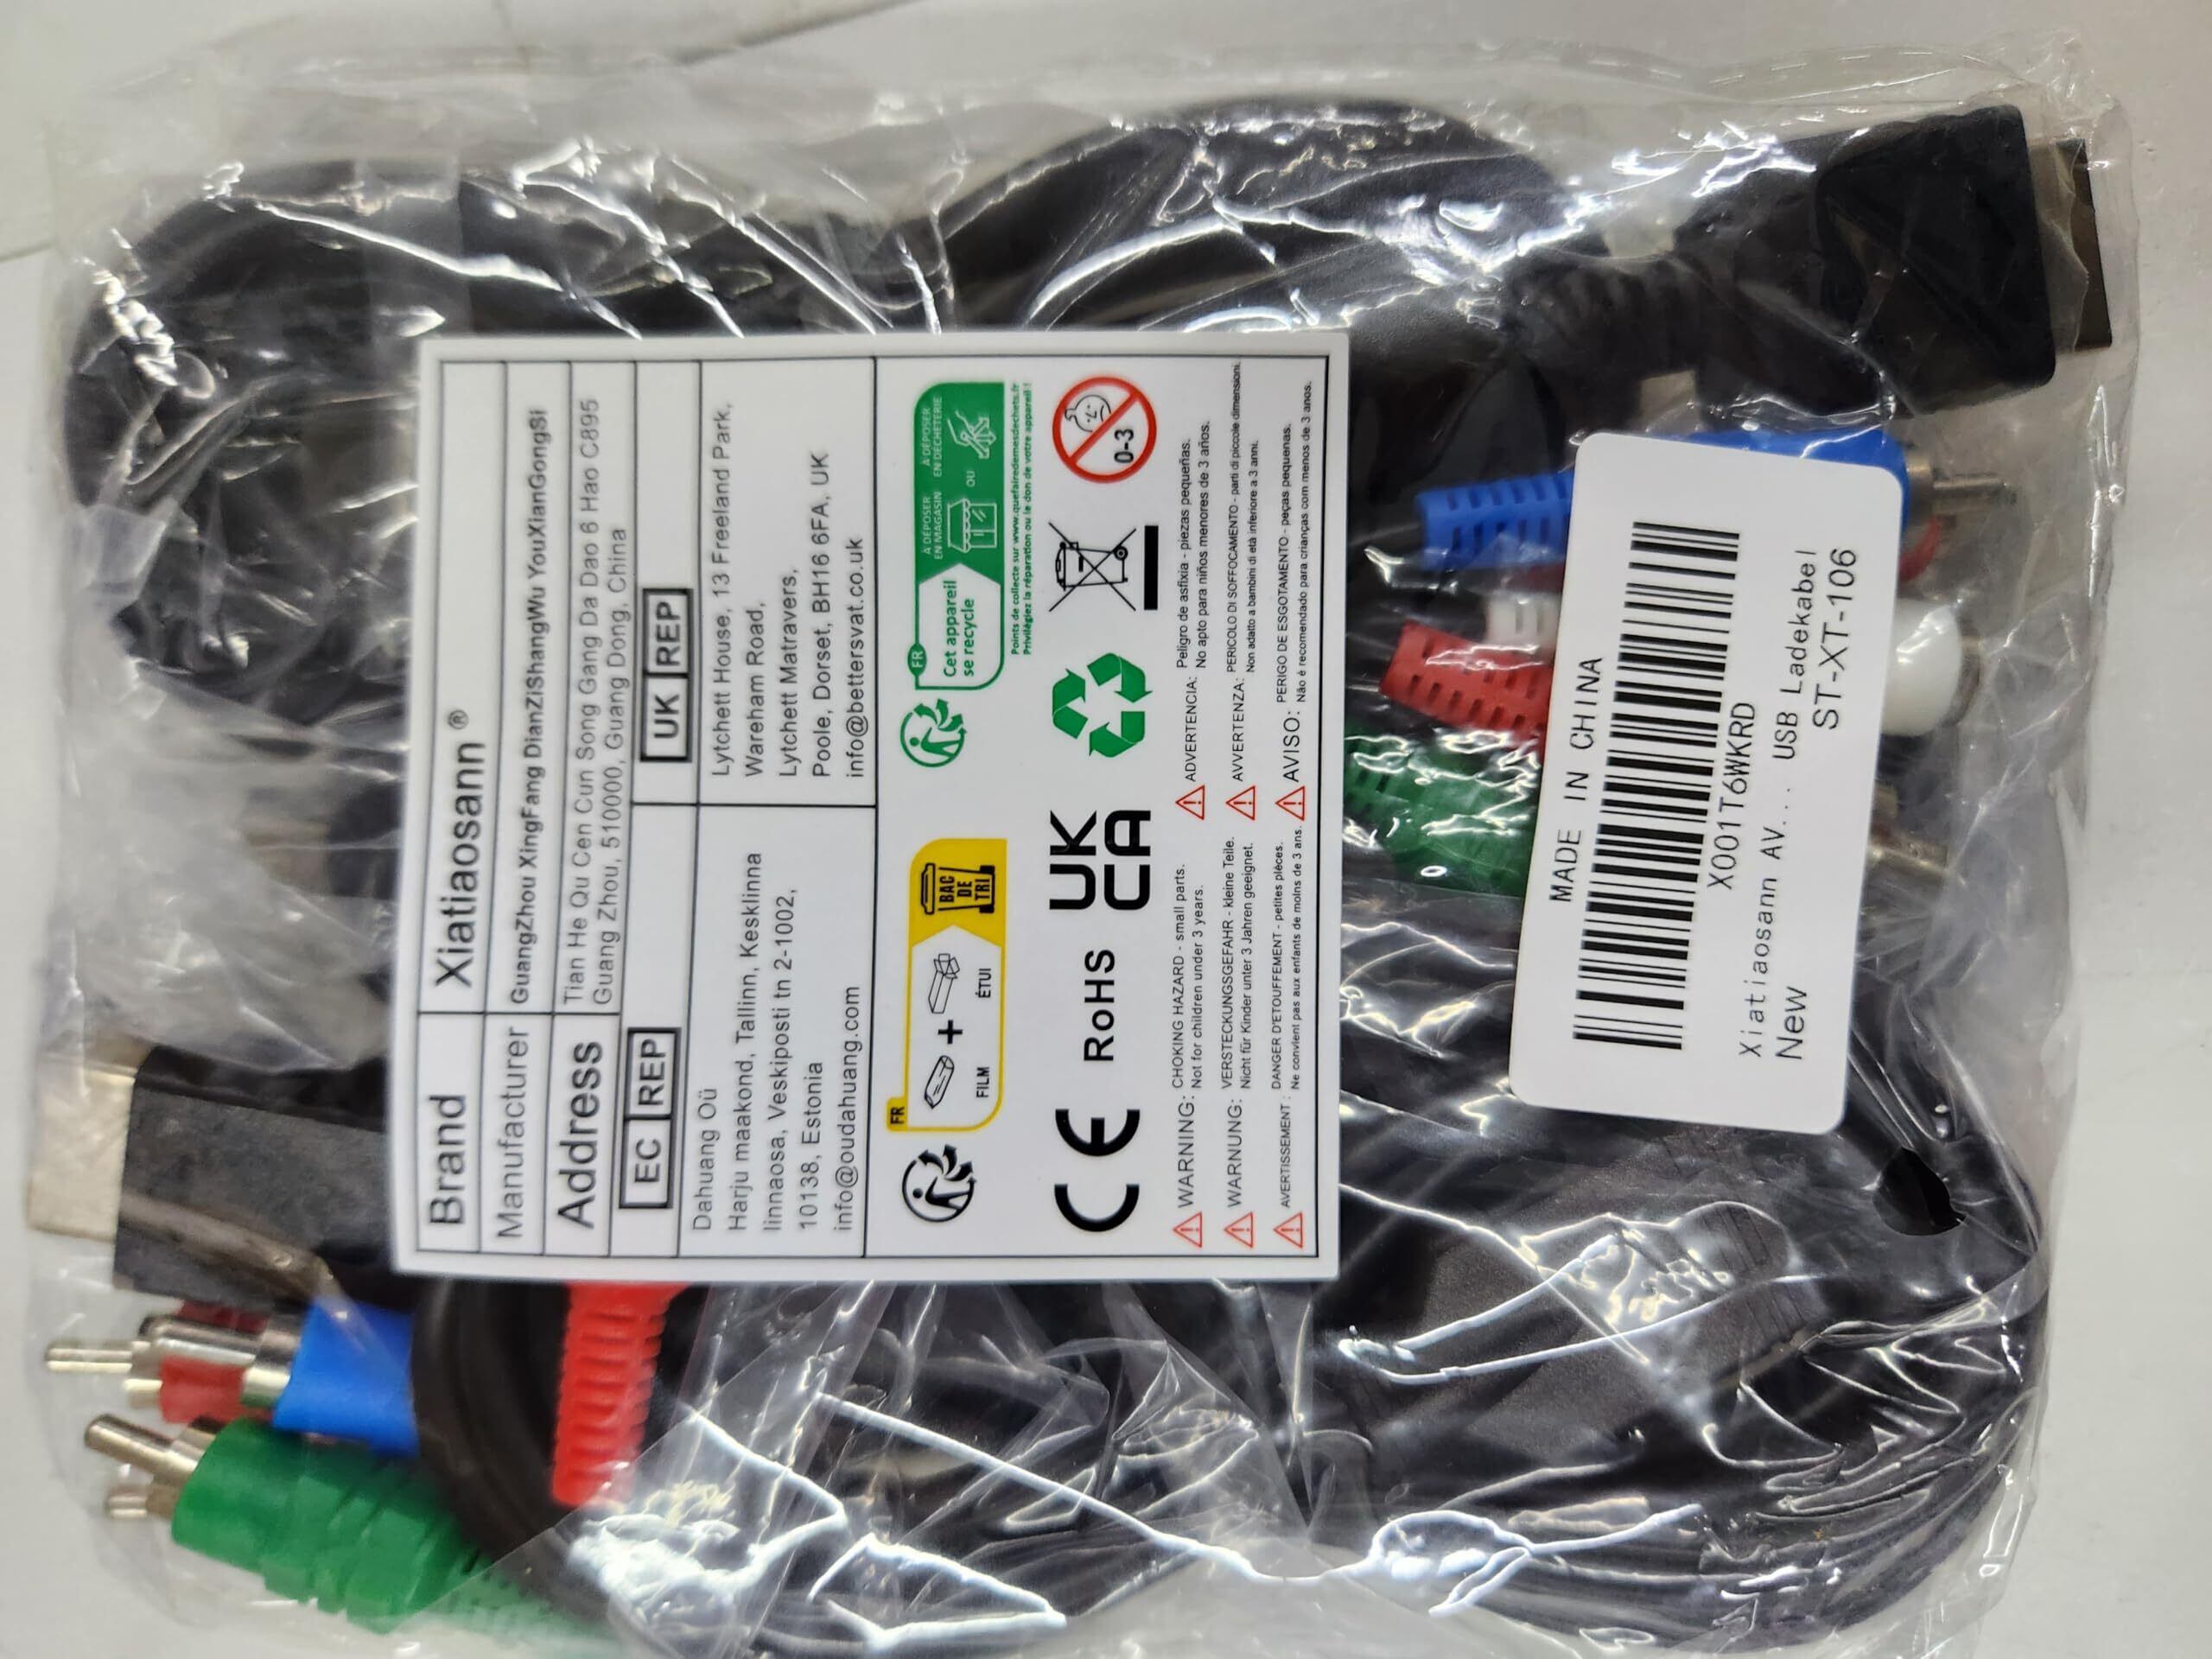 Brand Xiatiaosann ®
Manufacturer GuangZhou XingFang DianZiShangWu YouXianGongSi
Address Tian He Qu Cen Cun Song Gang Da Dao 6 Hao C895
Guang Zhou, 510000, Guang Dong, China
EC REP
Dahuang Oü
Harju maakond, Tallinn, Kesklinna
linnaosa, Veskiposti tn 2-1002,
10138, Estonia
info@oudahuang.com
UK REP
Lytchett House, 13 Freeland Park,
Wareham Road,
Lytchett Matravers,
Poole, Dorset, BH16 6FA, UK
info@bettersvat.co.uk
FR
FILM + ÉTUI
BAC
DE
TRI
FR
Cet appareil
se recycle
À DÉPOSER
EN MAGASIN
OU
À DÉPOSER
EN DÉCHÈTERIE
Points de collecte sur www.quefairedemesdechets.fr
Privilégiez la réparation ou le don de votre appareil !
CE RoHS UK
CA
0-3
WARNING: CHOKING HAZARD - small parts.
Not for children under 3 years.
WARNUNG: VERSTECKUNGSGEFAHR - kleine Teile.
Nicht für Kinder unter 3 Jahren geeignet.
AVERTISSEMENT : DANGER D'ETOUFFEMENT - petites pièces.
Ne convient pas aux enfants de moins de 3 ans.
ADVERTENCIA: Peligro de asfixia - piezas pequeñas.
No apto para niños menores de 3 años.
AVVERTENZA: PERICOLO DI SOFFOCAMENTO - parti di piccole dimensioni.
Non adatto a bambini di età inferiore a 3 anni.
AVISO: PERIGO DE ESGOTAMENTO - peças pequenas.
Não é recomendado para crianças com menos de 3 anos.
MADE IN CHINA
X001T6WKRD
Xiatiaosann AV... USB Ladekabel
New ST-XT-106